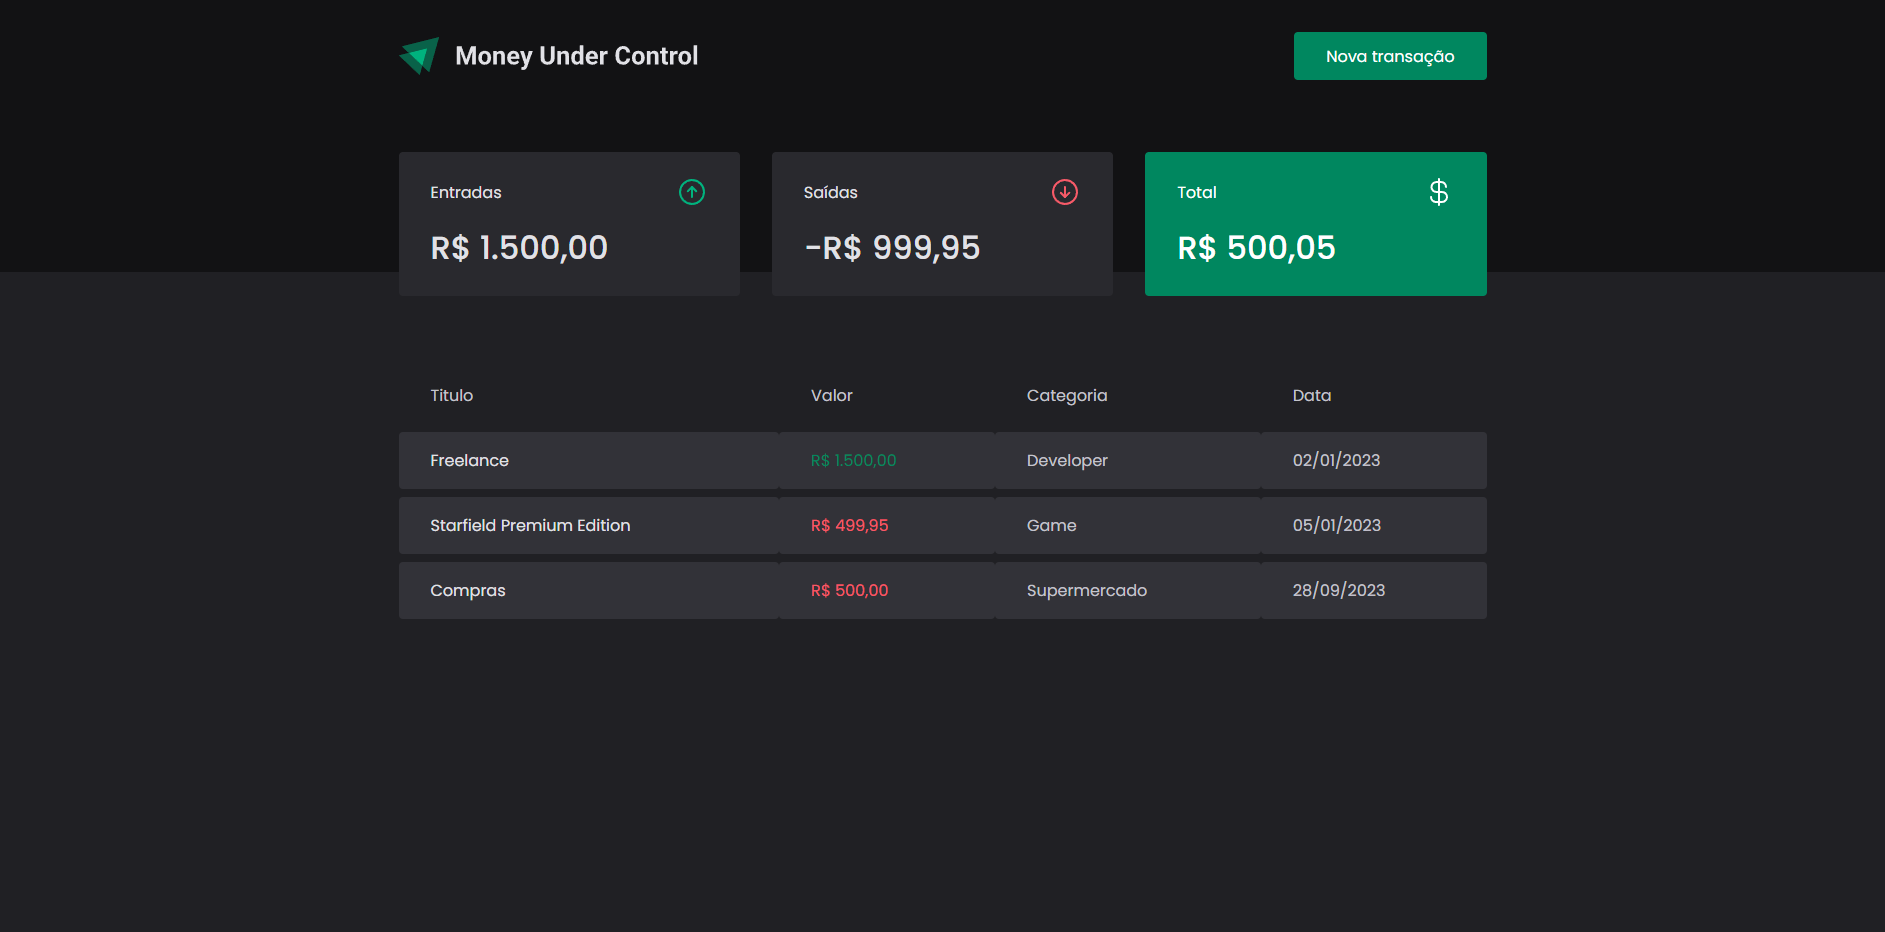 Money Under Control
Nova transação
Entradas
R$ 1.500,00
Saídas
-R$ 999,95
Total
$
R$ 500,05
Titulo Valor Categoria Data
Freelance R$ 1.500,00 Developer 02/01/2023
Starfield Premium Edition R$ 499,95 Game 05/01/2023
Compras R$ 500,00 Supermercado 28/09/2023